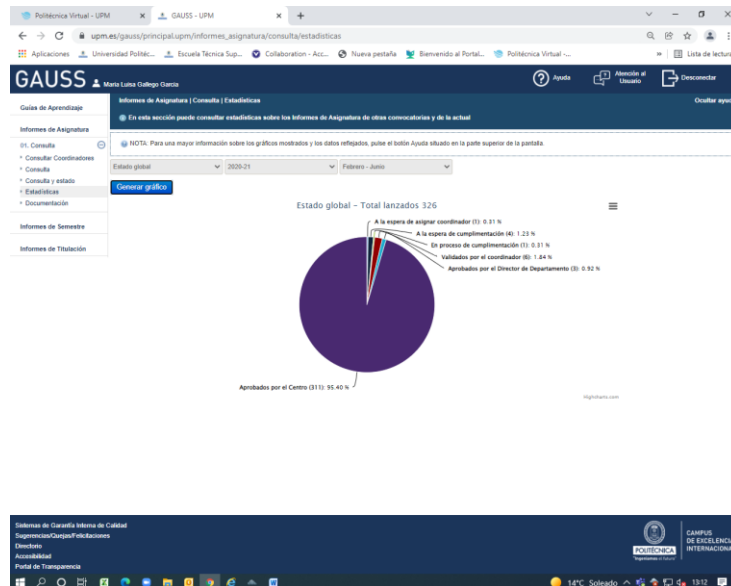 Politécnica Virtual - UPM
GAUSS - UPM
upm.es/gauss/principal.upm/informes_asignatura/consulta/estadisticas
Aplicaciones
Universidad Politéc...
Escuela Técnica Sup...
Collaboration - Acc...
Nueva pestaña
Bienvenido al Portal...
Politécnica Virtual -...
Lista de lectura
GAUSS
Maria Luisa Gallego Garcia
Ayuda
Atención al Usuario
Desconectar
Guías de Aprendizaje
Informes de Asignatura
01. Consulta
Consultar Coordinadores
Consulta
Consulta y estado
Estadísticas
Documentación
Informes de Semestre
Informes de Titulación
Informes de Asignatura | Consulta | Estadísticas
Ocultar ayuda
En esta sección puede consultar estadísticas sobre los Informes de Asignatura de otras convocatorias y de la actual
NOTA: Para una mayor información sobre los gráficos mostrados y los datos reflejados, pulse el botón Ayuda situado en la parte superior de la pantalla.
Estado global
2020-21
Febrero - Junio
Generar gráfico
Estado global - Total lanzados 326
A la espera de asignar coordinador (1): 0.31 %
A la espera de cumplimentación (4): 1.23 %
En proceso de cumplimentación (1): 0.31 %
Validados por el coordinador (6): 1.84 %
Aprobados por el Director de Departamento (3): 0.92 %
Aprobados por el Centro (311): 95.40 %
Highcharts.com
Sistemas de Garantía Interna de Calidad
Sugerencias/Quejas/Felicitaciones
Directorio
Accesibilidad
Portal de Transparencia
POLITÉCNICA
"Ingeniamos el futuro"
CAMPUS
DE EXCELENCIA
INTERNACIONAL
14°C Soleado
13:12